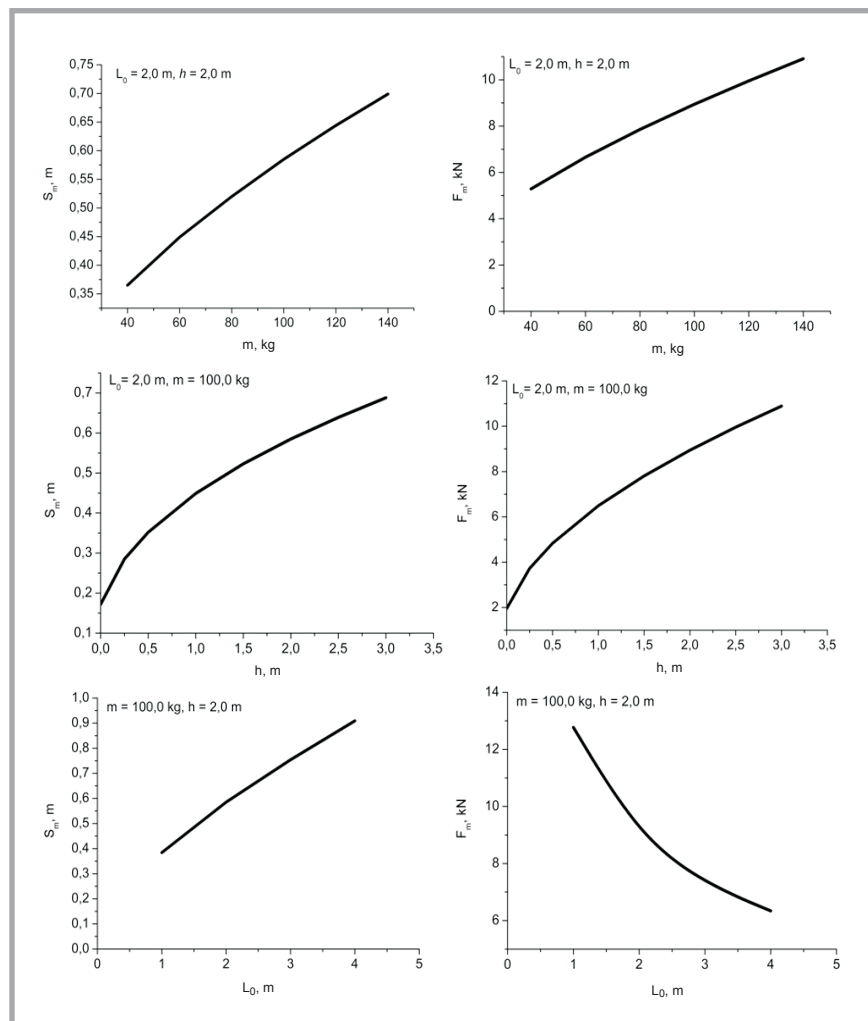 L0 = 2,0 m, h = 2,0 m
0,75
0,70
0,65
0,60
0,55
0,50
0,45
0,40
0,35
Sm, m
40 60 80 100 120 140
m, kg
L0 = 2,0 m, h = 2,0 m
10
8
6
4
2
0
Fm, kN
40 60 80 100 120 140
m, kg
L0= 2,0 m, m = 100,0 kg
0,7
0,6
0,5
0,4
0,3
0,2
0,1
Sm, m
0,0 0,5 1,0 1,5 2,0 2,5 3,0 3,5
h, m
L0= 2,0 m, m = 100,0 kg
12
10
8
6
4
2
Fm, kN
0,0 0,5 1,0 1,5 2,0 2,5 3,0 3,5
h, m
m = 100,0 kg, h = 2,0 m
1,0
0,9
0,8
0,7
0,6
0,5
0,4
0,3
0,2
0,1
0,0
Sm, m
0 1 2 3 4 5
L0, m
m = 100,0 kg, h = 2,0 m
14
12
10
8
6
Fm, kN
0 1 2 3 4 5
L0, m